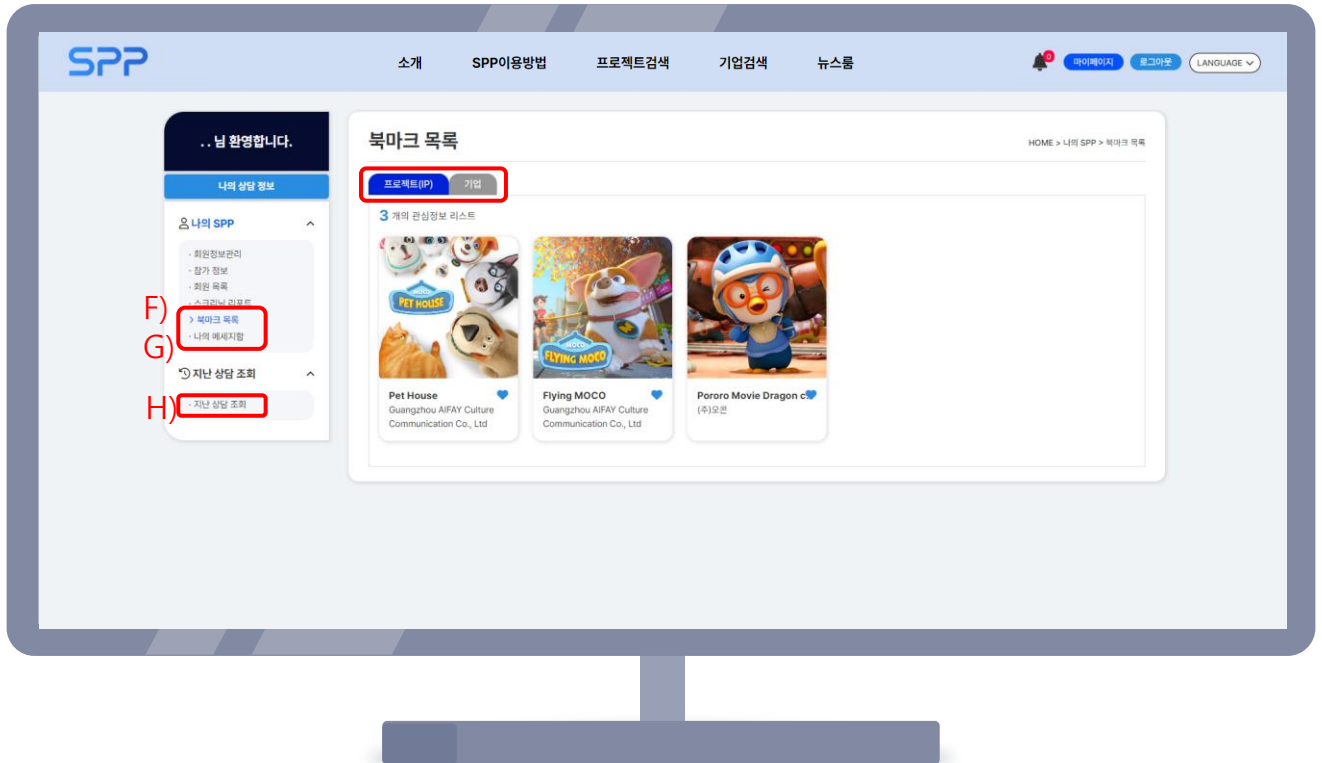 SPP
소개 SPP이용방법 프로젝트검색 기업검색 뉴스룸
0 마이페이지 로그아웃 LANGUAGE
. . 님 환영합니다.
나의 상담 정보
나의 SPP
· 회원정보관리
· 참가 정보
· 회원 목록
· 스크리닝 리포트
> 북마크 목록
· 나의 메세지함
지난 상담 조회
· 지난 상담 조회
F)
G)
H)
북마크 목록
HOME > 나의 SPP > 북마크 목록
프로젝트(IP) 기업
3 개의 관심정보 리스트
MOCO
PET HOUSE
Pet House
Guangzhou AIFAY Culture
Communication Co., Ltd
MOCO
FLYING MOCO
Flying MOCO
Guangzhou AIFAY Culture
Communication Co., Ltd
Pororo Movie Dragon c
(주)오콘